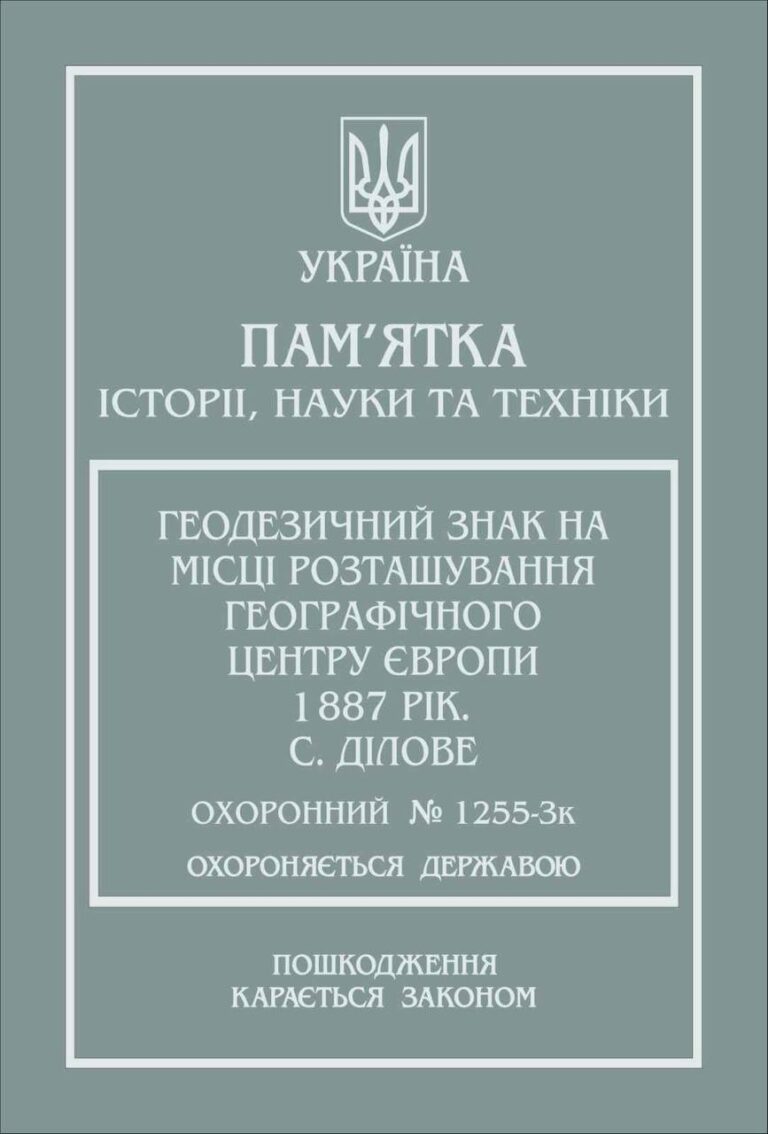 УКРАЇНА
ПАМ’ЯТКА
ІСТОРІІ, НАУКИ ТА ТЕХНІКИ
ГЕОДЕЗИЧНИЙ ЗНАК НА
МІСЦІ РОЗТАШУВАННЯ
ГЕОГРАФІЧНОГО
ЦЕНТРУ ЄВРОПИ
1887 РІК.
С. ДІЛОВЕ
ОХОРОННИЙ № 1255-Зк
ОХОРОНЯЄТЬСЯ ДЕРЖАВОЮ
ПОШКОДЖЕННЯ
КАРАЄТЬСЯ ЗАКОНОМ